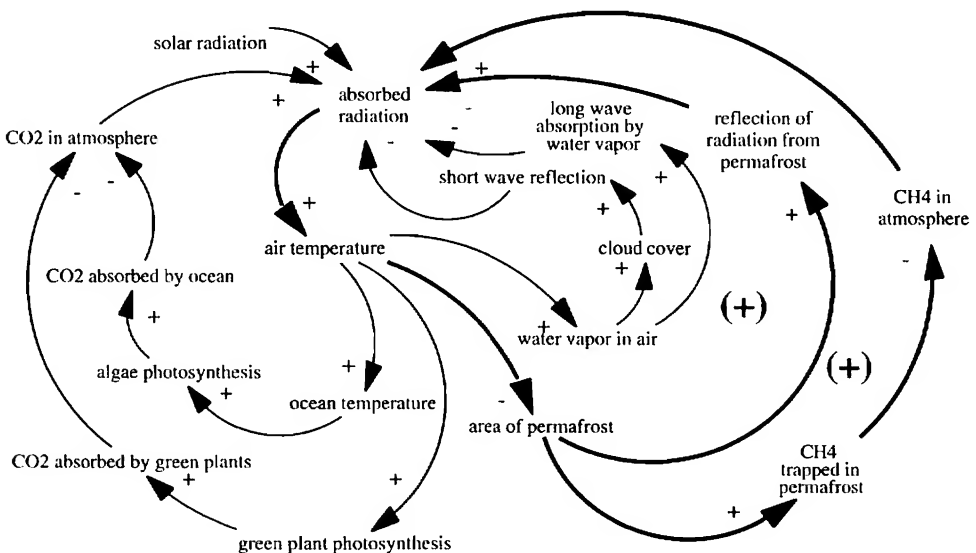 solar radiation
+
+
+
absorbed
radiation
-
-
-
long wave
absorption by
water vapor
reflection of
radiation from
permafrost
CO2 in atmosphere
-
-
short wave reflection
+
CH4 in
atmosphere
+
+
+
air temperature
cloud cover
-
CO2 absorbed by ocean
+
(+)
+
+
water vapor in air
(+)
algae photosynthesis
+
+
ocean temperature
-
area of permafrost
CO2 absorbed by green plants
+
+
CH4
trapped in
permafrost
+
green plant photosynthesis